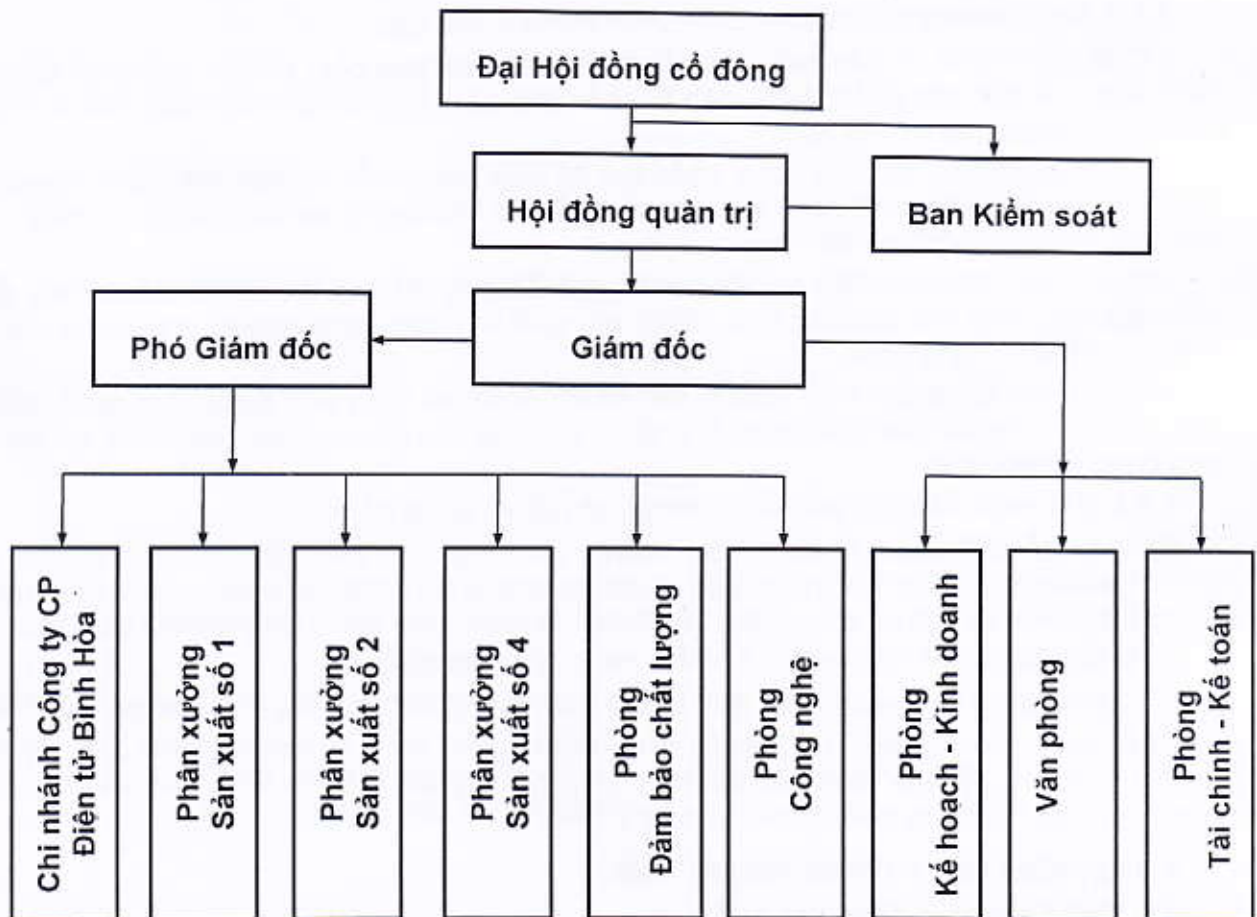 Đại Hội đồng cổ đông
Hội đồng quản trị
Ban Kiểm soát
Phó Giám đốc
Giám đốc
Chi nhánh Công ty CP
Điện tử Bình Hòa
Phân xưởng
Sản xuất số 1
Phân xưởng
Sản xuất số 2
Phân xưởng
Sản xuất số 4
Phòng
Đảm bảo chất lượng
Phòng
Công nghệ
Phòng
Kế hoạch - Kinh doanh
Văn phòng
Phòng
Tài chính - Kế toán